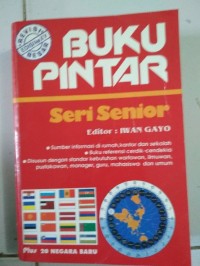 BUKU
PINTAR
Seri Senior
Editor : IWAN GAYO
• Sumber informasi di rumah, kantor dan sekolah
• Buku referensi cerdik-cendekia
• Disusun dengan standar kebutuhan wartawan, ilmuwan,
pustakawan, manager, guru, mahasiswa dan umum
Plus 20 NEGARA BARU